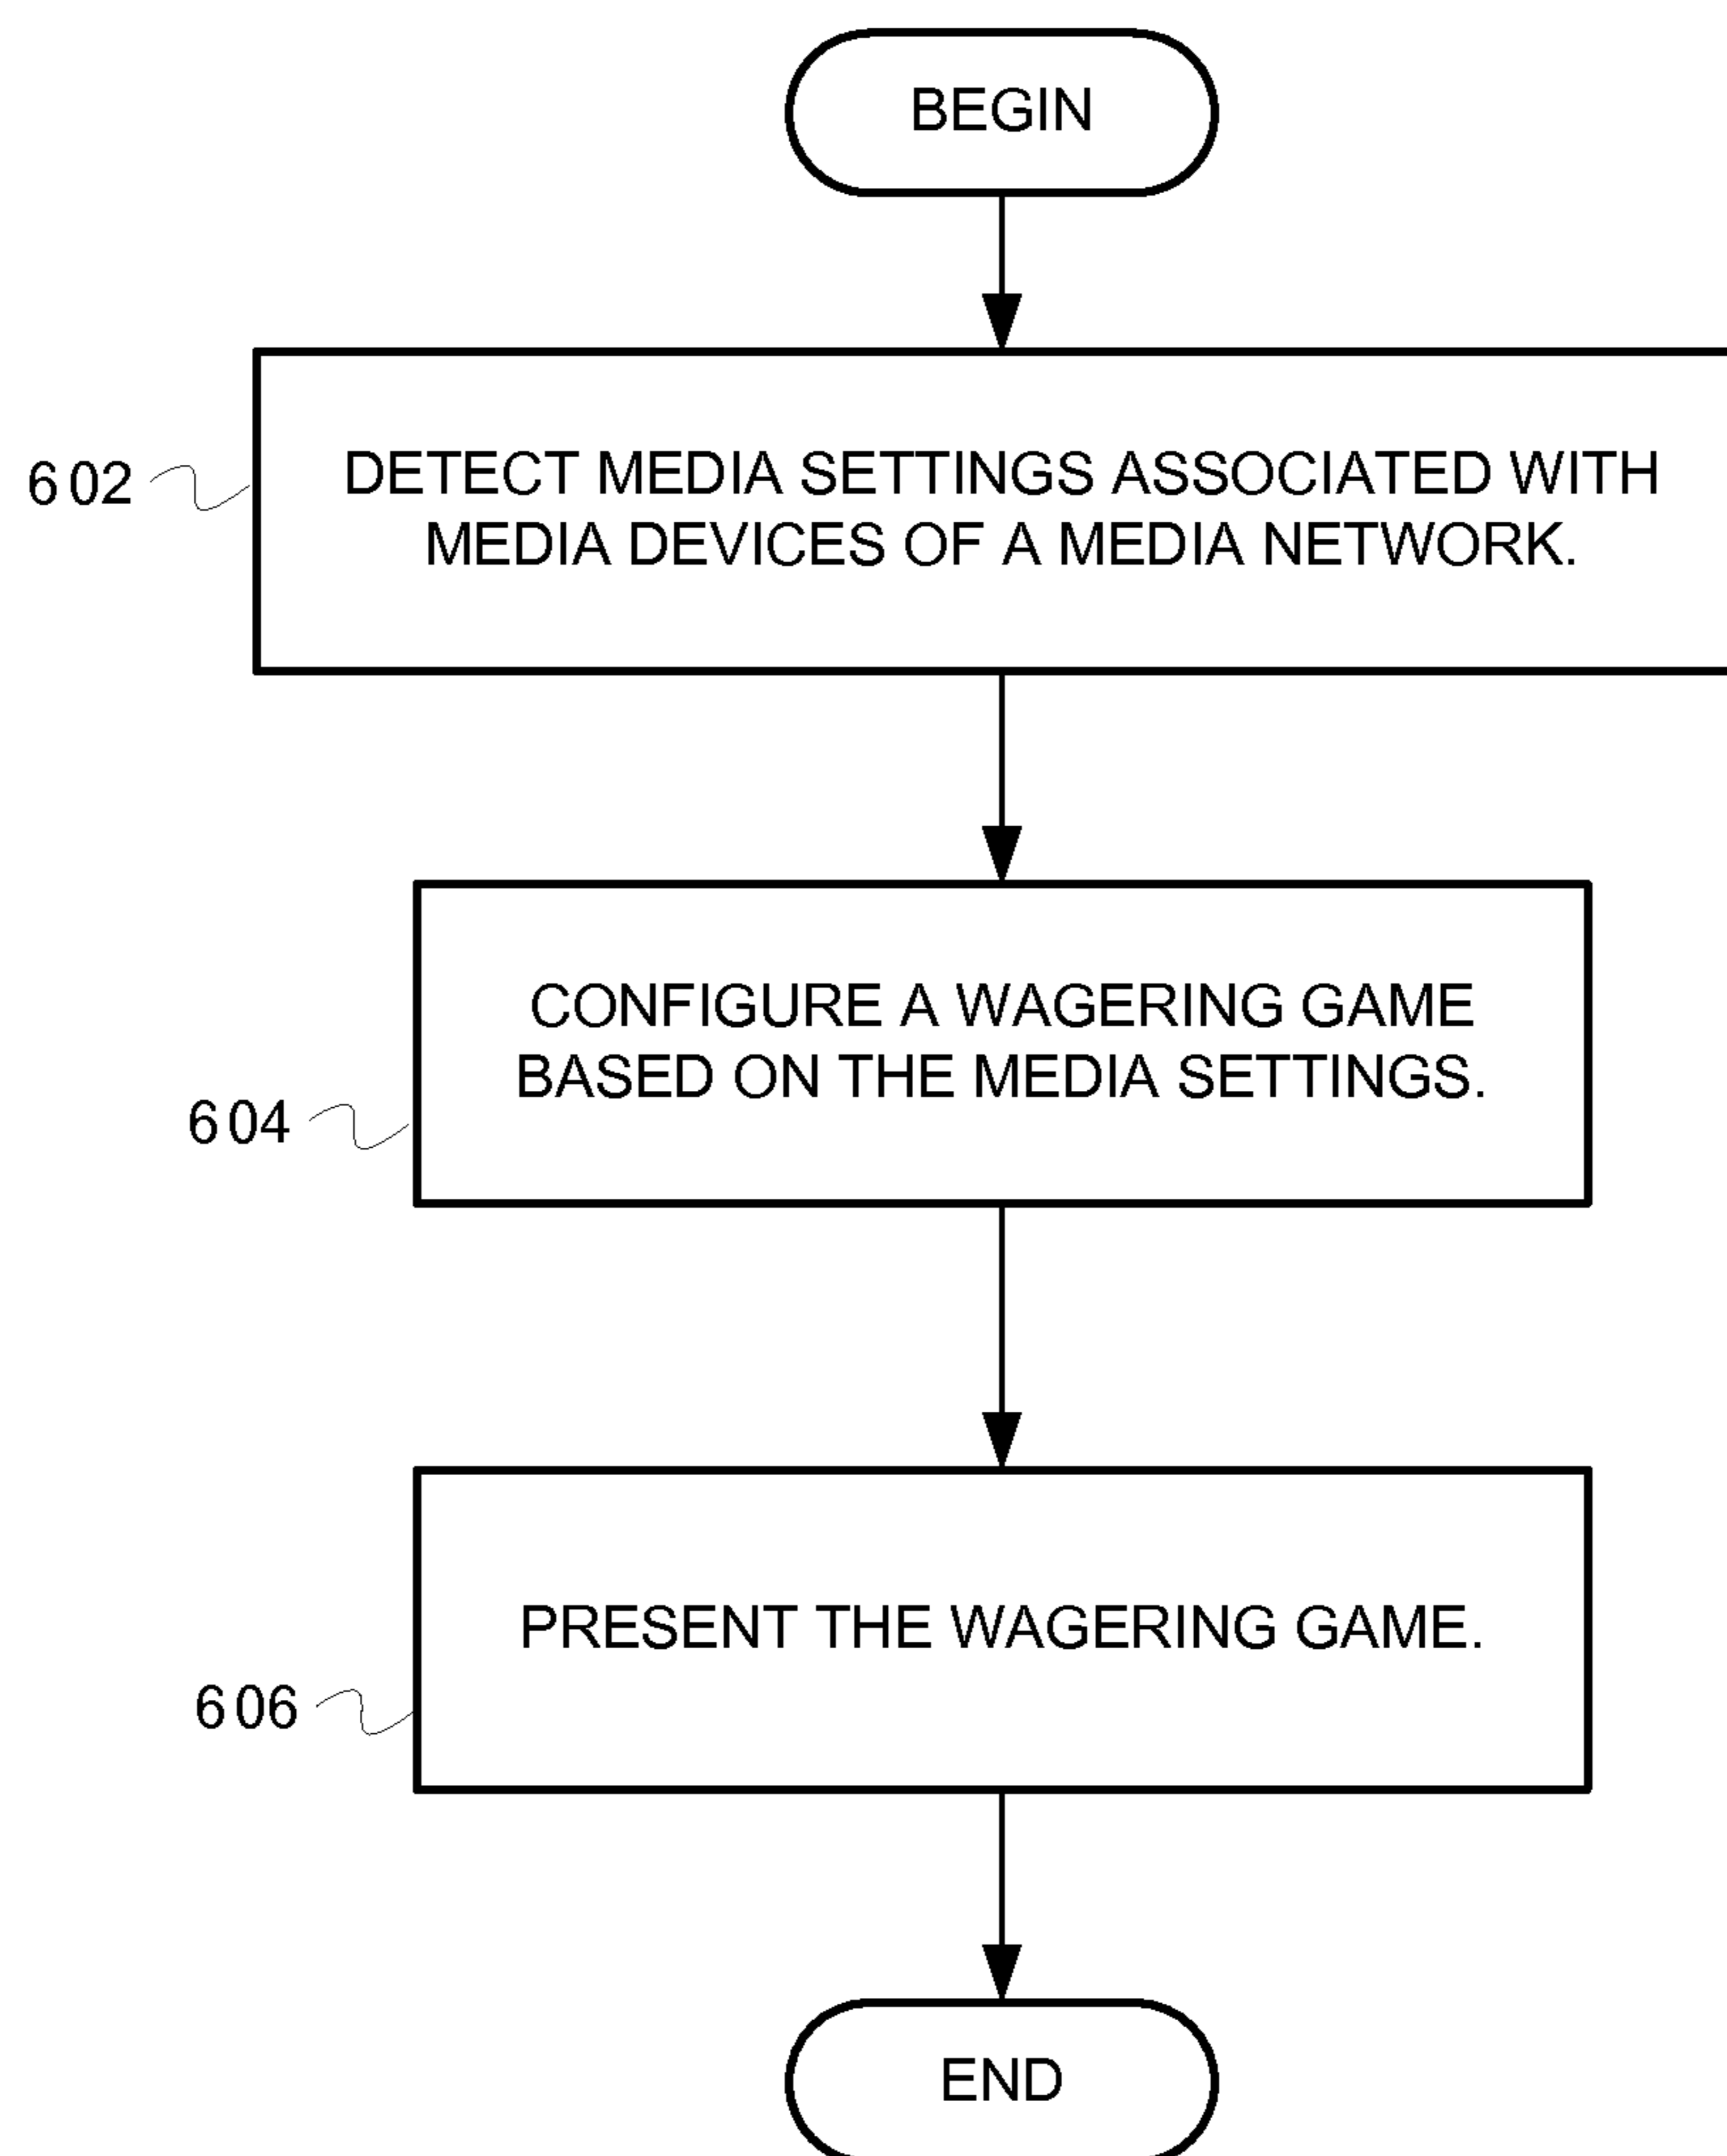 BEGIN
602
DETECT MEDIA SETTINGS ASSOCIATED WITH
MEDIA DEVICES OF A MEDIA NETWORK.
CONFIGURE A WAGERING GAME
BASED ON THE MEDIA SETTINGS.
604
PRESENT THE WAGERING GAME.
606
END